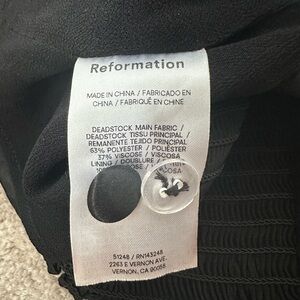 Reformation
MADE IN CHINA / FABRICADO EN
CHINA / FABRIQUÉ EN CHINE
DEADSTOCK MAIN FABRIC /
DEADSTOCK TISSU PRINCIPAL /
REMANENTE TEJIDO PRINCIPAL
63% POLYESTER / POLIÉSTER
37% VISCOSE / VISCOSA
LINING / DOUBLURE /
51248 / RN143248
2263 E VERNON AVE.
VERNON, CA 90058